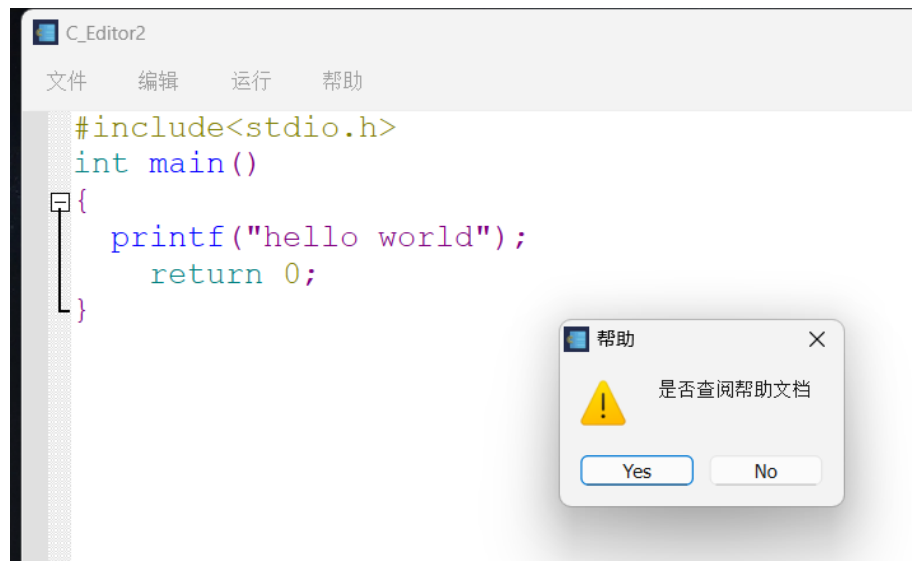 C_Editor2
文件 编辑 运行 帮助
#include<stdio.h>
int main()
{
printf("hello world");
return 0;
}
帮助
是否查阅帮助文档
Yes No